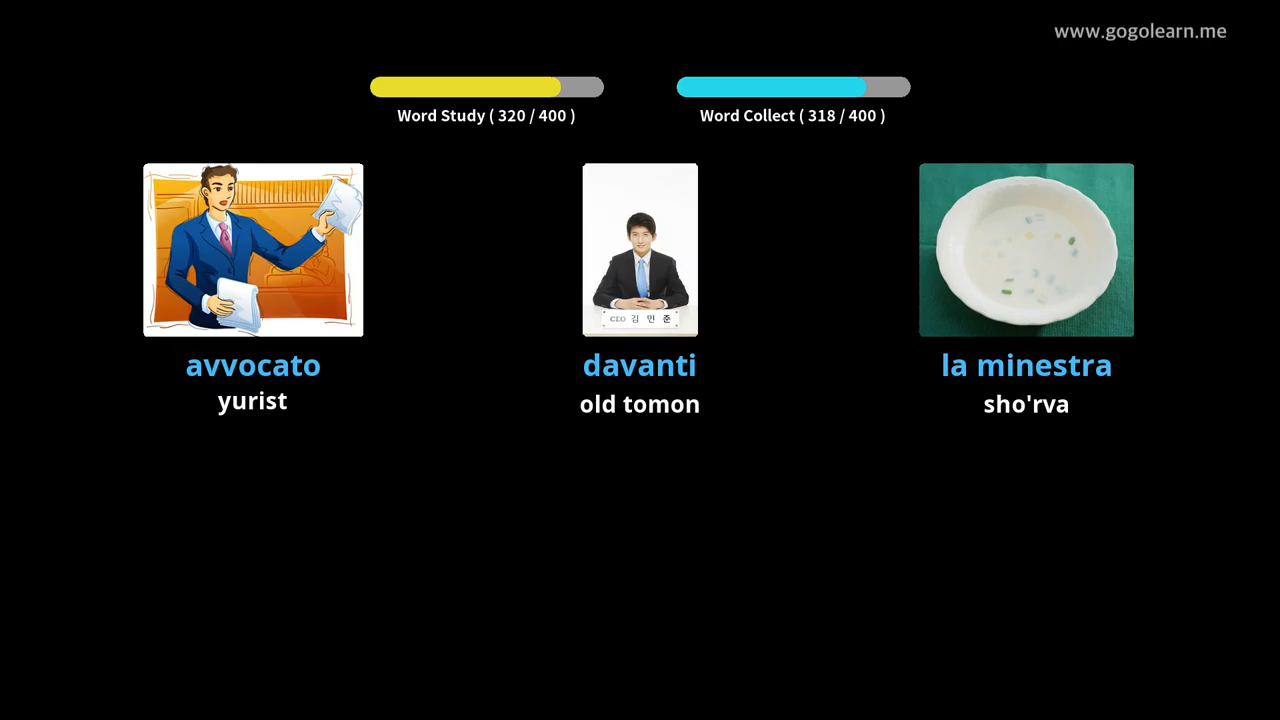 www.gogolearn.me
Word Study ( 320 / 400 )
Word Collect ( 318 / 400 )
CEO 김 민 준
avvocato
yurist
davanti
old tomon
la minestra
sho'rva